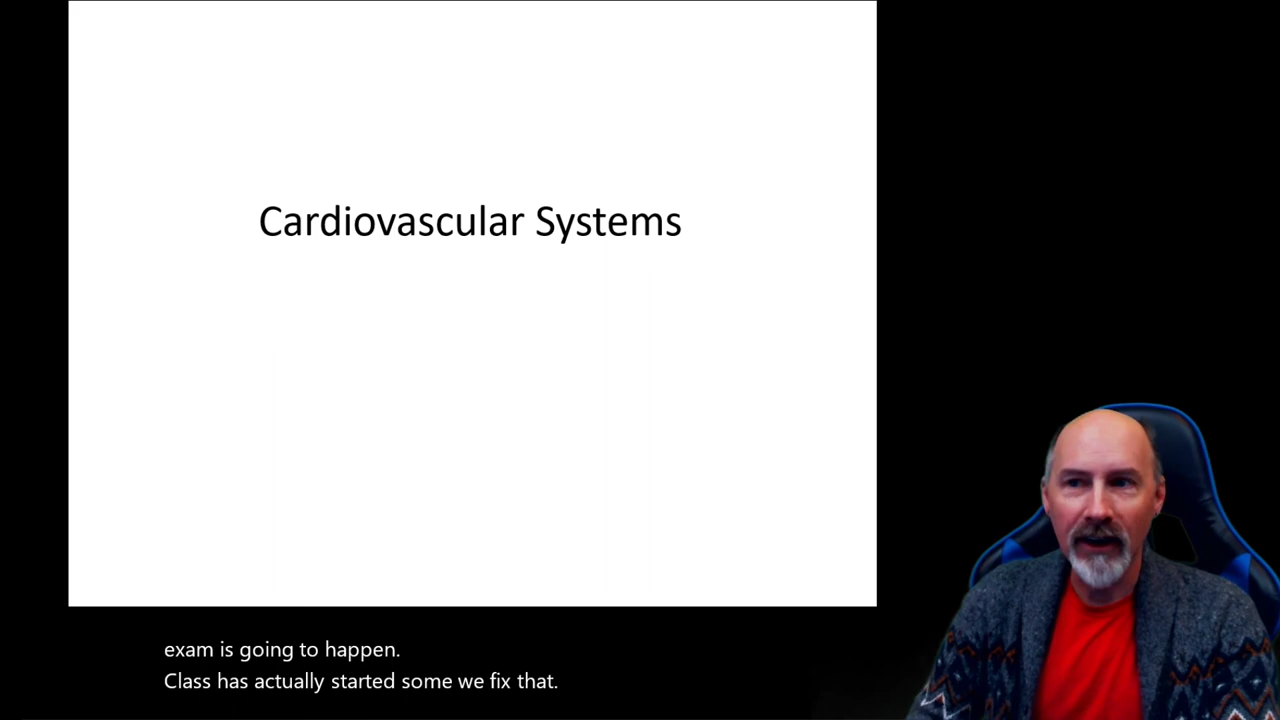 Cardiovascular Systems
exam is going to happen.
Class has actually started some we fix that.